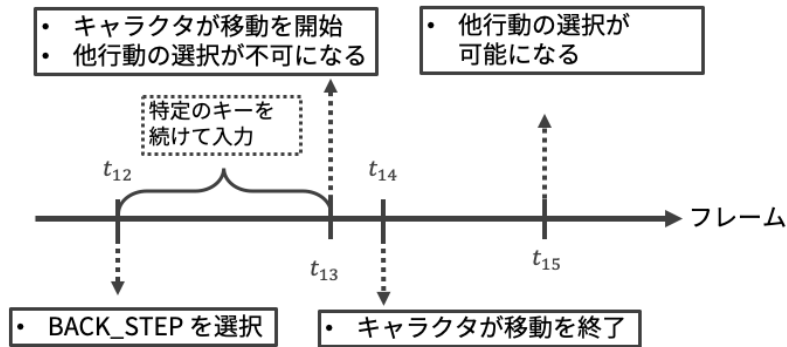 • キャラクタが移動を開始
• 他行動の選択が不可になる
• 他行動の選択が
可能になる
特定のキーを
続けて入力
t₁₂
t₁₄
フレーム
t₁₃
t₁₅
• BACK_STEP を選択
• キャラクタが移動を終了